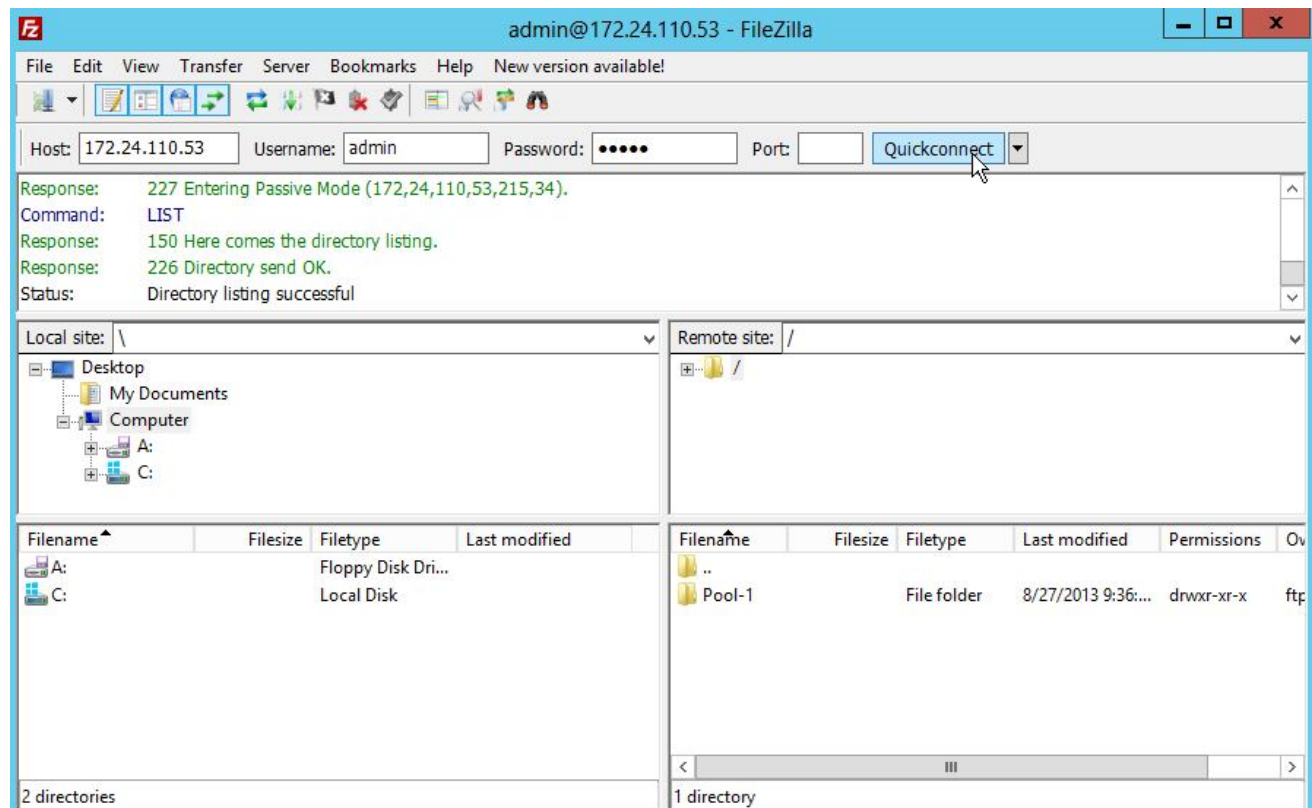 Fz admin@172.24.110.53 - FileZilla
File Edit View Transfer Server Bookmarks Help New version available!
Host: 172.24.110.53 Username: admin Password: ●●●●● Port: Quickconnect
Response: 227 Entering Passive Mode (172,24,110,53,215,34).
Command: LIST
Response: 150 Here comes the directory listing.
Response: 226 Directory send OK.
Status: Directory listing successful
Local site: \
Desktop
My Documents
Computer
A:
C:
Remote site: /
/
Filename Filesize Filetype Last modified
A: Floppy Disk Dri...
C: Local Disk
2 directories
Filename Filesize Filetype Last modified Permissions Ov
..
Pool-1 File folder 8/27/2013 9:36:... drwxr-xr-x ftp
1 directory